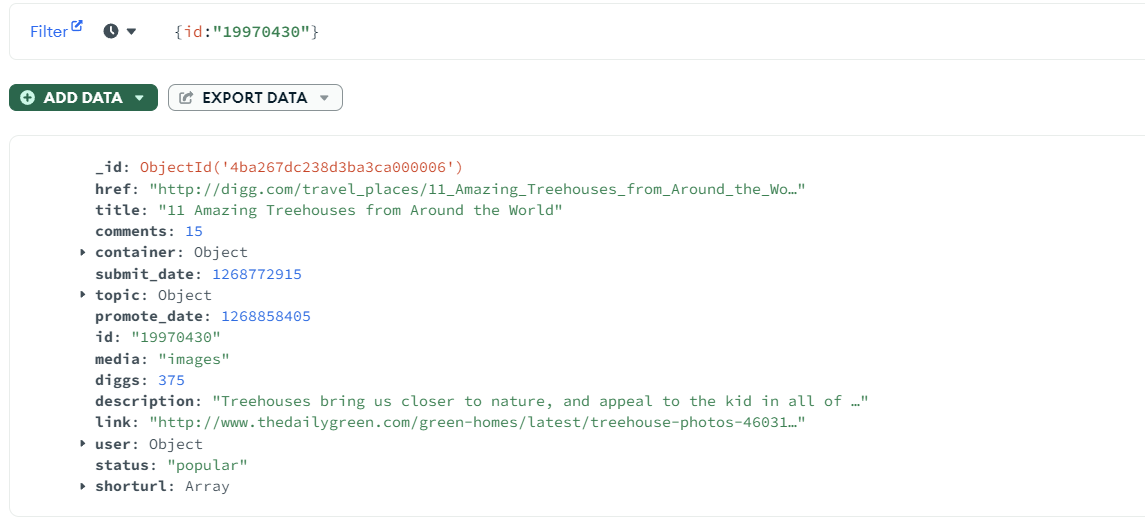 Filter {id:"19970430"}
ADD DATA EXPORT DATA
_id: ObjectId('4ba267dc238d3ba3ca000006')
href: "http://digg.com/travel_places/11_Amazing_Treehouses_from_Around_the_Wo…"
title: "11 Amazing Treehouses from Around the World"
comments: 15
container: Object
submit_date: 1268772915
topic: Object
promote_date: 1268858405
id: "19970430"
media: "images"
diggs: 375
description: "Treehouses bring us closer to nature, and appeal to the kid in all of …"
link: "http://www.thedailygreen.com/green-homes/latest/treehouse-photos-46031…"
user: Object
status: "popular"
shorturl: Array